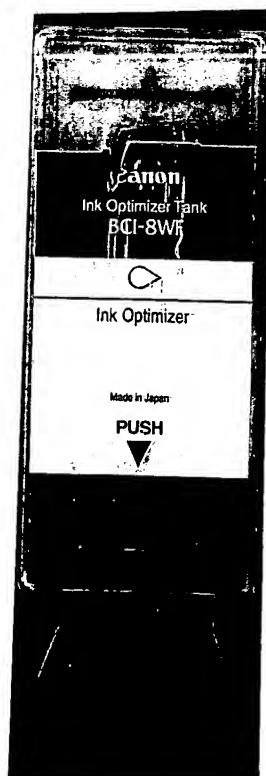 Canon
Ink Optimizer Tank
BCI-8WF
Ink Optimizer
Made in Japan
PUSH